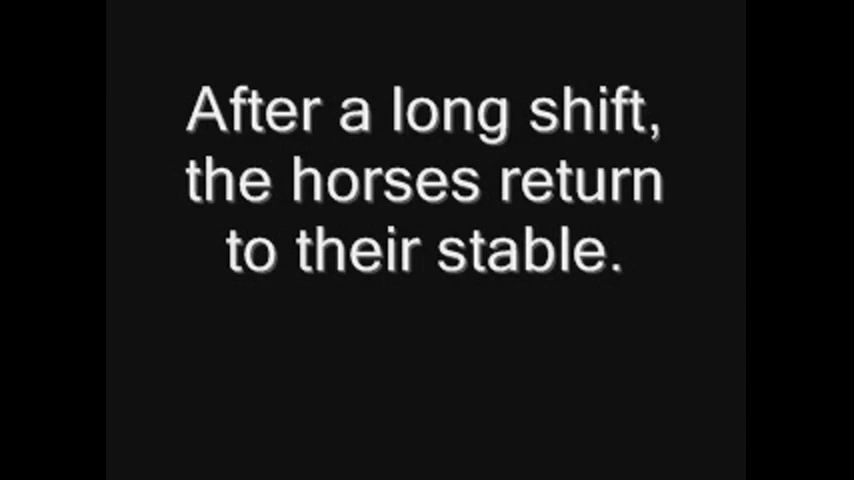 After a long shift,
the horses return
to their stable.